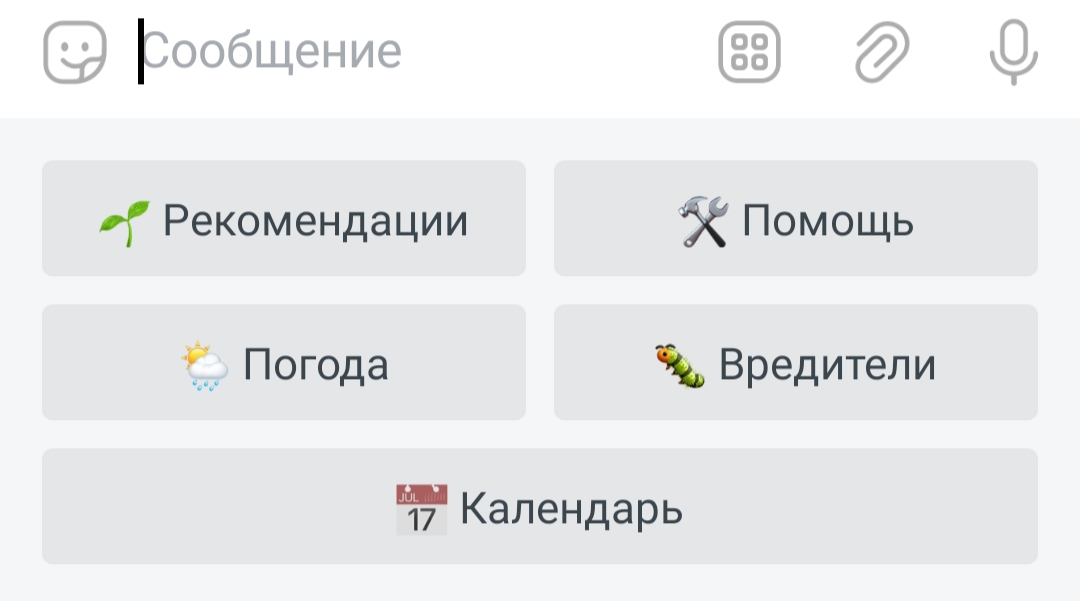 Сообщение
Рекомендации
Помощь
Погода
Вредители
JUL
17
Календарь